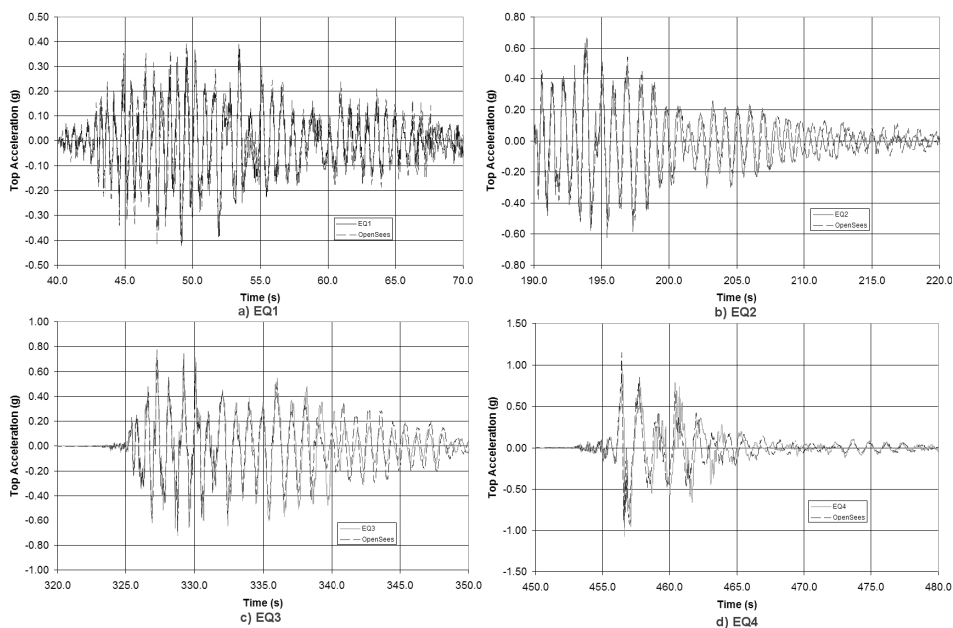 0.50
0.40
0.30
0.20
0.10
0.00
-0.10
-0.20
-0.30
-0.40
-0.50
Top Acceleration (g)
EQ1
OpenSees
40.0 45.0 50.0 55.0 60.0 65.0 70.0
Time (s)
a) EQ1
0.80
0.60
0.40
0.20
0.00
-0.20
-0.40
-0.60
-0.80
Top Acceleration (g)
EQ2
OpenSees
190.0 195.0 200.0 205.0 210.0 215.0 220.0
Time (s)
b) EQ2
1.00
0.80
0.60
0.40
0.20
0.00
-0.20
-0.40
-0.60
-0.80
-1.00
Top Acceleration (g)
EQ3
OpenSees
320.0 325.0 330.0 335.0 340.0 345.0 350.0
Time (s)
c) EQ3
1.50
1.00
0.50
0.00
-0.50
-1.00
-1.50
Top Acceleration (g)
EQ4
OpenSees
450.0 455.0 460.0 465.0 470.0 475.0 480.0
Time (s)
d) EQ4